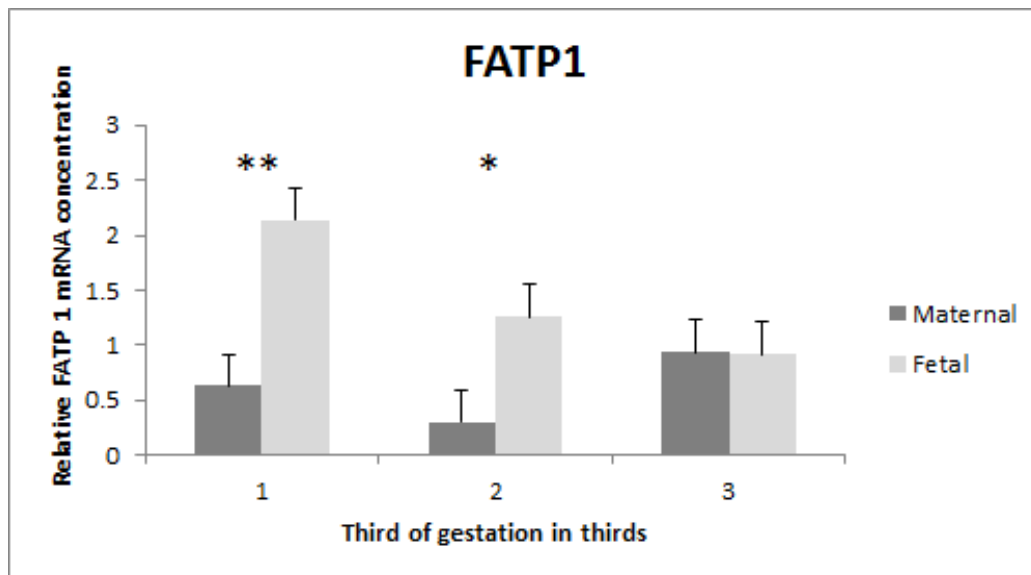 FATP1
Relative FATP 1 mRNA concentration
3
2.5
2
1.5
1
0.5
0
**
*
1 2 3
Third of gestation in thirds
Maternal
Fetal